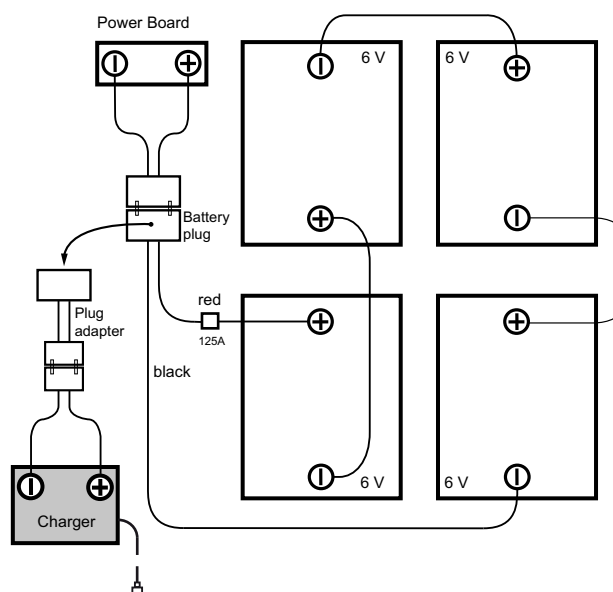 Power Board
6 V
6 V
Battery
plug
red
125A
Plug
adapter
black
6 V
6 V
Charger